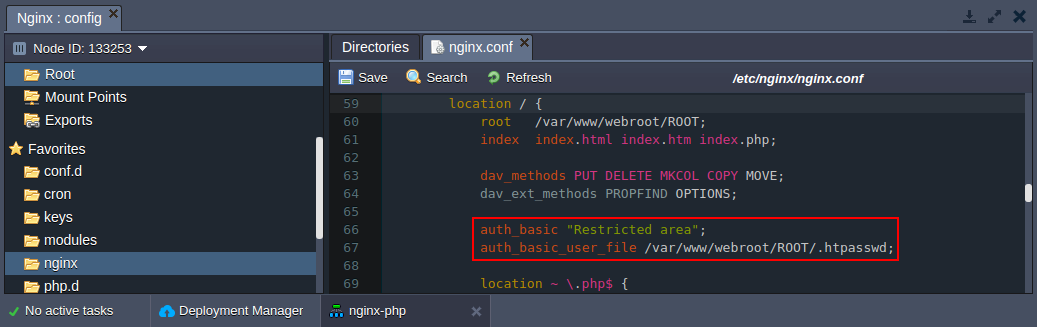 Nginx : config
Node ID: 133253
Root
Mount Points
Exports
Favorites
conf.d
cron
keys
modules
nginx
php.d
Directories
nginx.conf
Save
Search
Refresh
/etc/nginx/nginx.conf
59 location / {
60 root /var/www/webroot/ROOT;
61 index index.html index.htm index.php;
62
63 dav_methods PUT DELETE MKCOL COPY MOVE;
64 dav_ext_methods PROPFIND OPTIONS;
65
66 auth_basic "Restricted area";
67 auth_basic_user_file /var/www/webroot/ROOT/.htpasswd;
68
69 location ~ \.php$ {
No active tasks
Deployment Manager
nginx-php